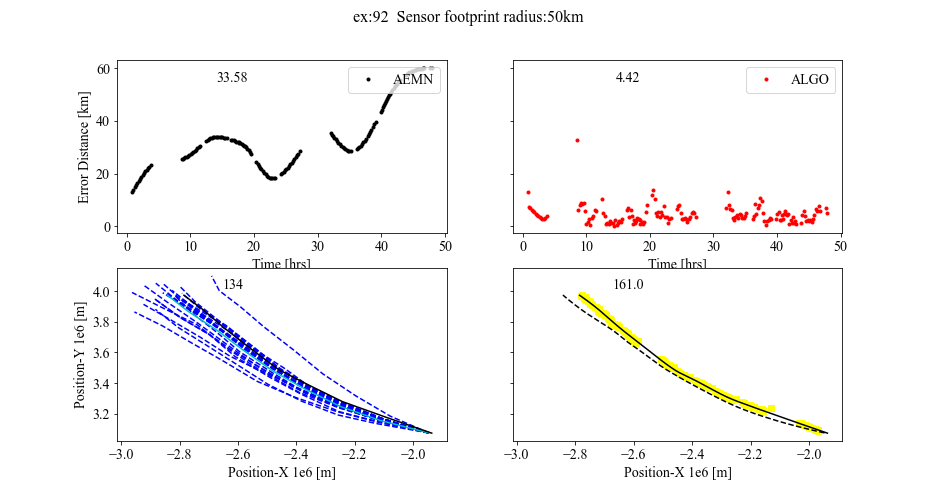 ex:92  Sensor footprint radius:50km
60
40
20
0
Error Distance [km]
33.58
AEMN
0 10 20 30 40 50
Time [hrs]
4.42
ALGO
0 10 20 30 40 50
Time [hrs]
4.0
3.8
3.6
3.4
3.2
Position-Y 1e6 [m]
134
−3.0 −2.8 −2.6 −2.4 −2.2 −2.0
Position-X 1e6 [m]
161.0
−3.0 −2.8 −2.6 −2.4 −2.2 −2.0
Position-X 1e6 [m]